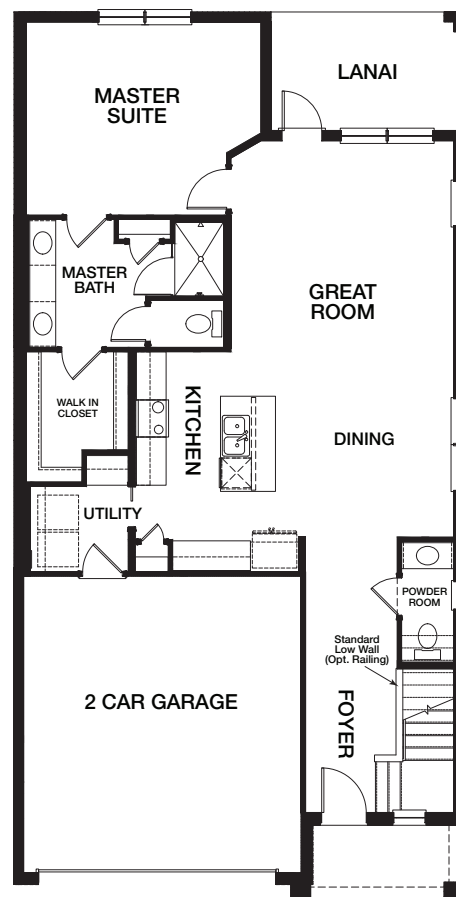 MASTER
SUITE
LANAI
MASTER
BATH
GREAT
ROOM
WALK IN
CLOSET
KITCHEN
DINING
UTILITY
POWDER
ROOM
Standard
Low Wall
(Opt. Railing)
2 CAR GARAGE
FOYER